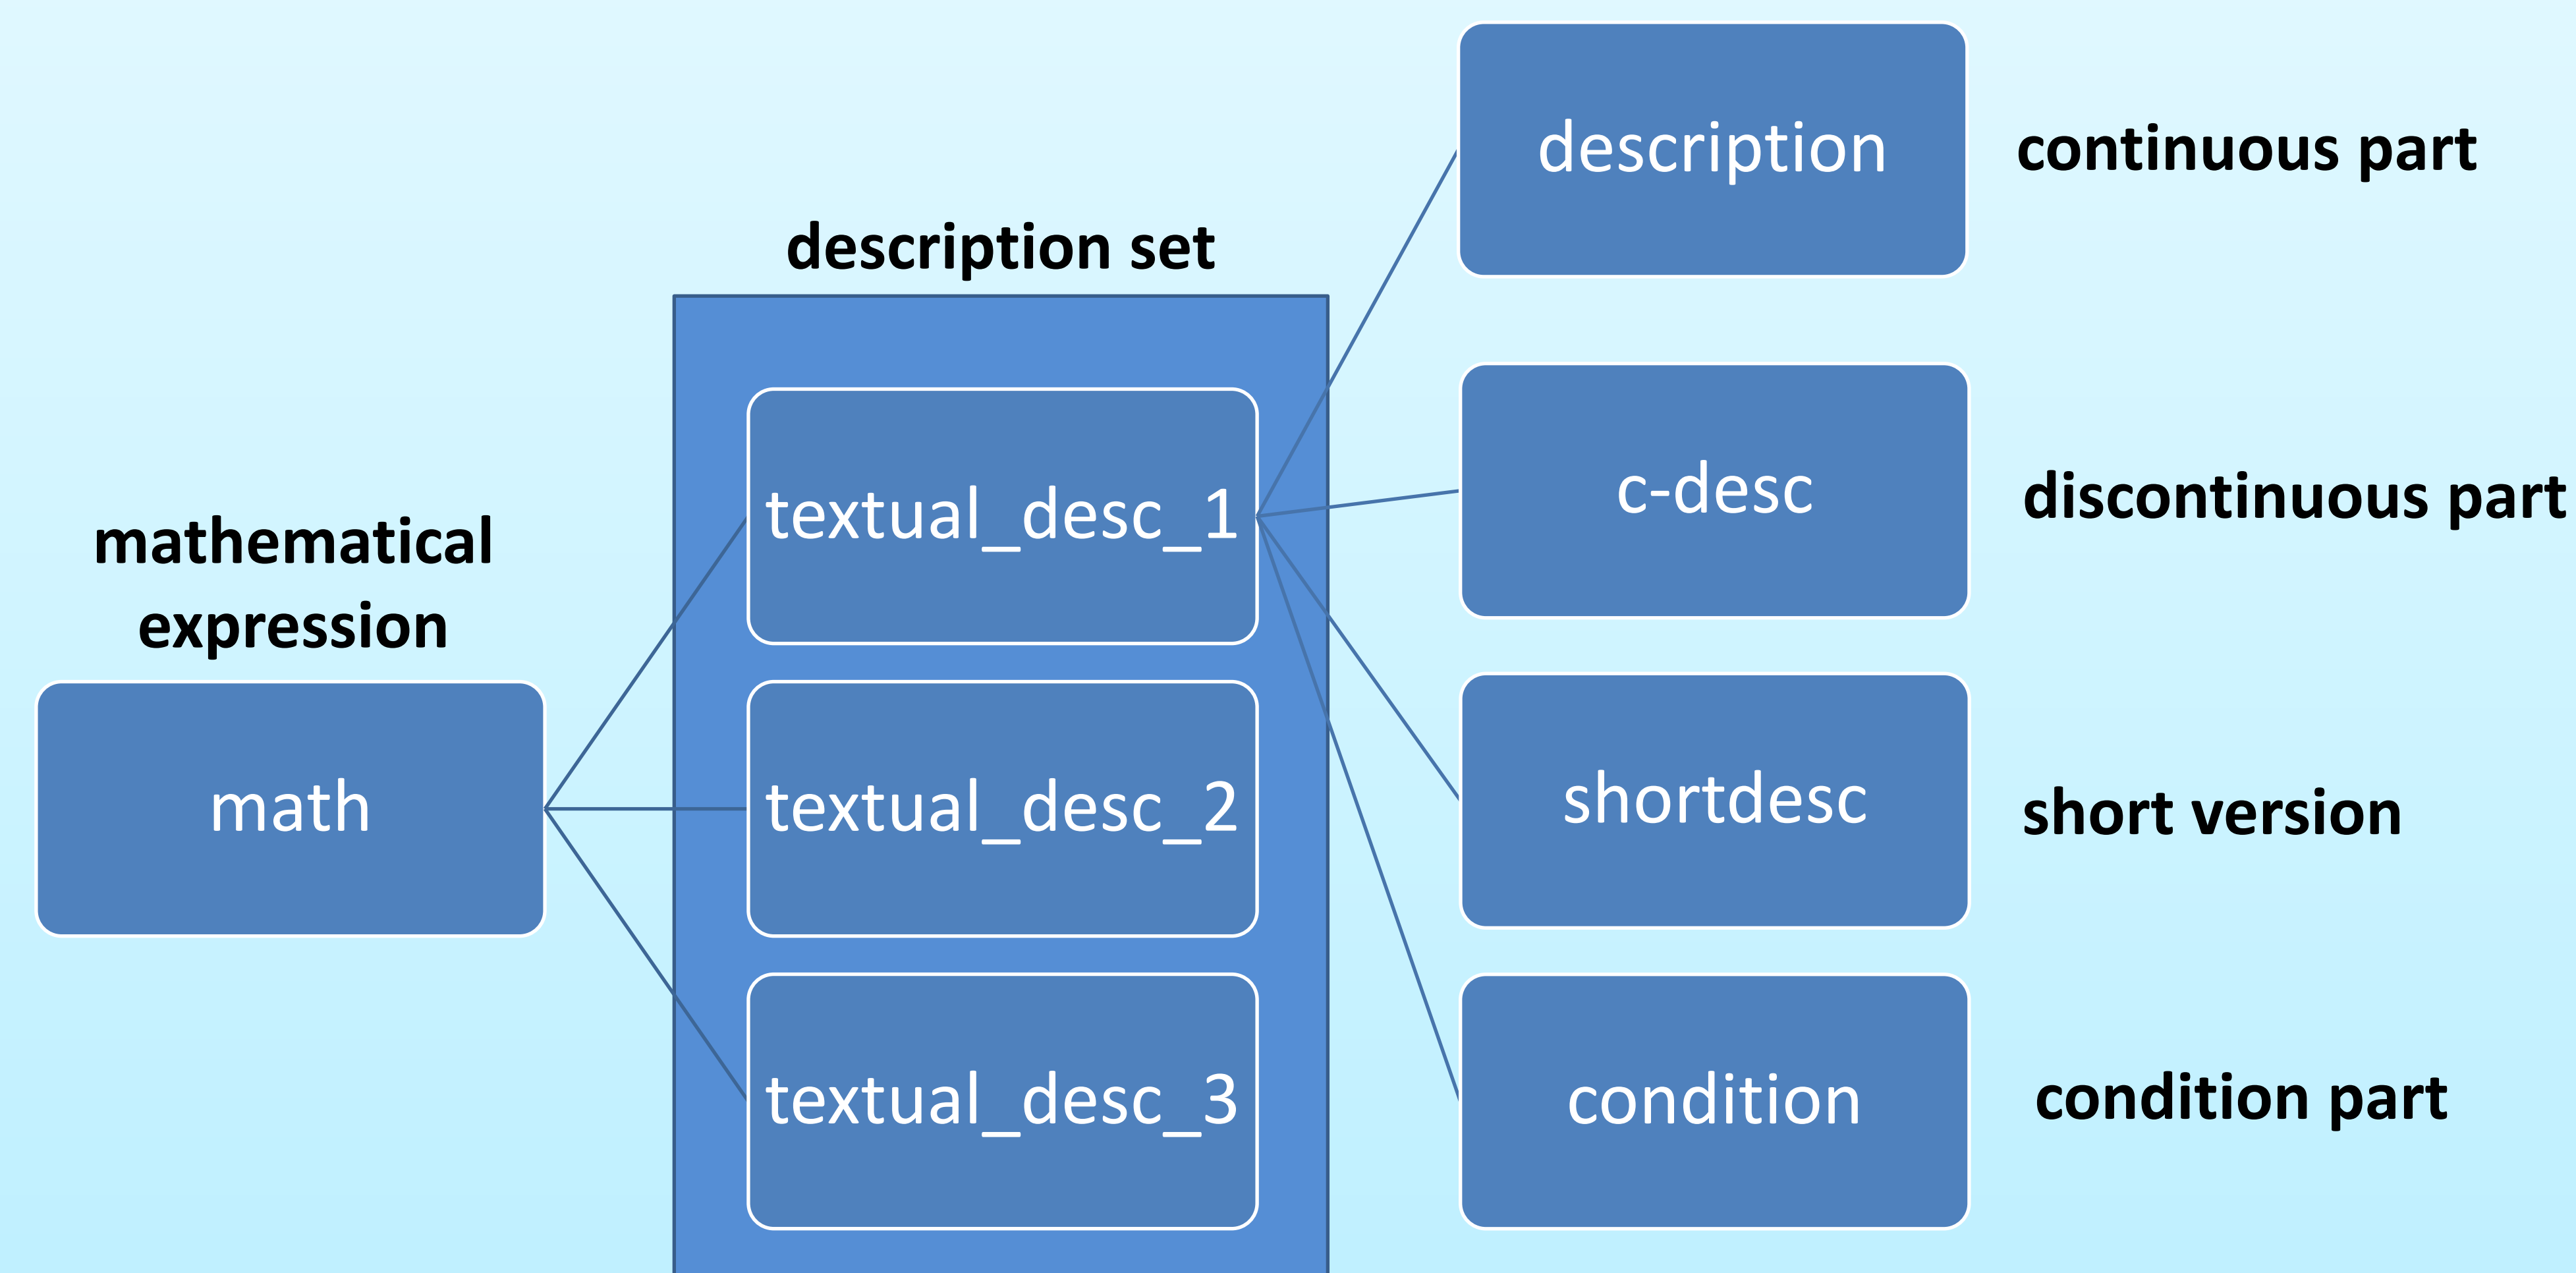 mathematical
expression
math
description set
textual_desc_1
textual_desc_2
textual_desc_3
description
continuous part
c-desc
discontinuous part
shortdesc
short version
condition
condition part